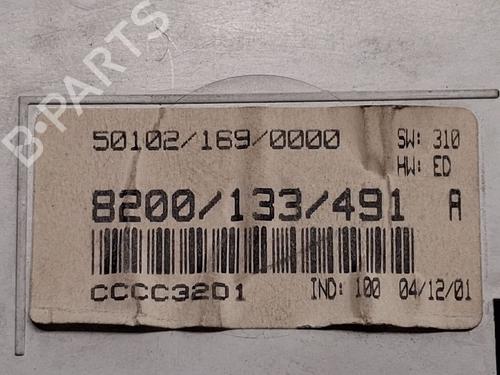 B-PARTS
50102/169/0000 SW: 310
HW: ED
8200/133/491 A
CCCC3201 IND: 100 04/12/01